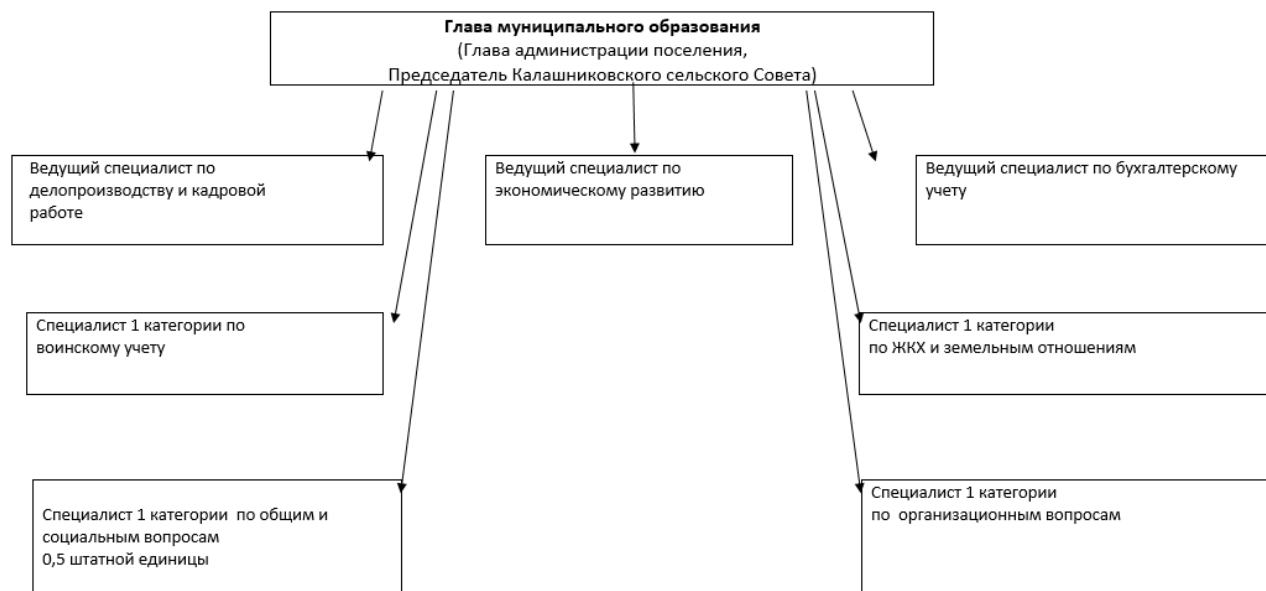 Глава муниципального образования
(Глава администрации поселения,
Председатель Калашниковского сельского Совета)
Ведущий специалист по
делопроизводству и кадровой
работе
Ведущий специалист по
экономическому развитию
Ведущий специалист по бухгалтерскому
учету
Специалист 1 категории по
воинскому учету
Специалист 1 категории
по ЖКХ и земельным отношениям
Специалист 1 категории по общим и
социальным вопросам
0,5 штатной единицы
Специалист 1 категории
по организационным вопросам